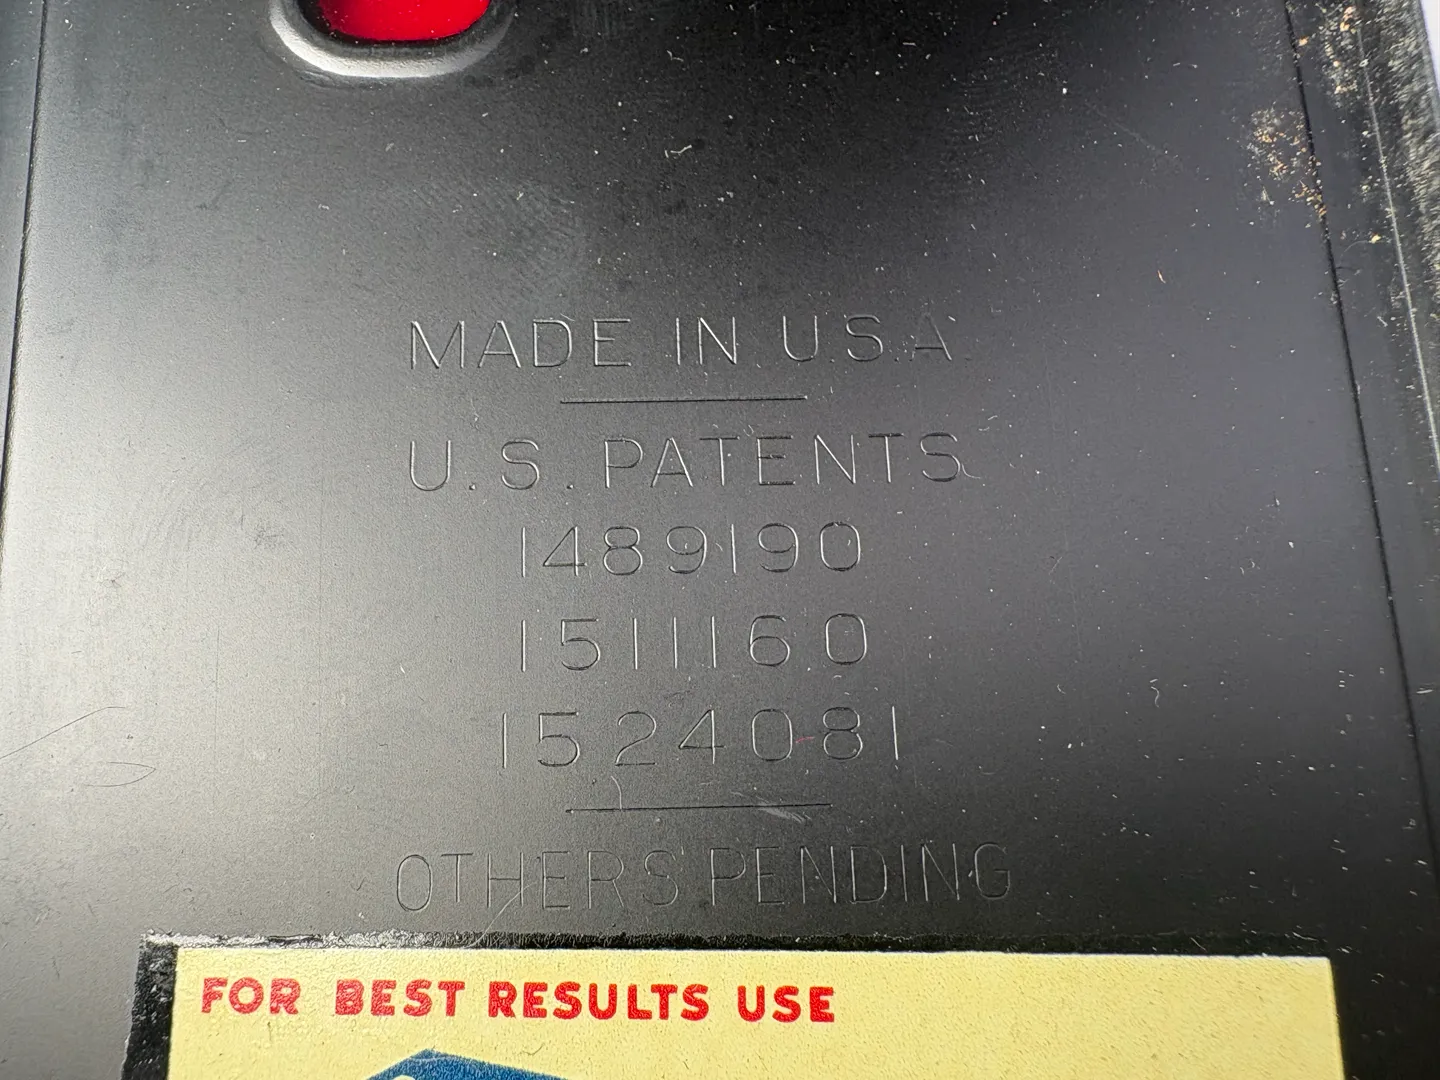 MADE IN U.S.A.
U.S. PATENTS
1489190
1511160
1524081
OTHERS PENDING
FOR BEST RESULTS USE